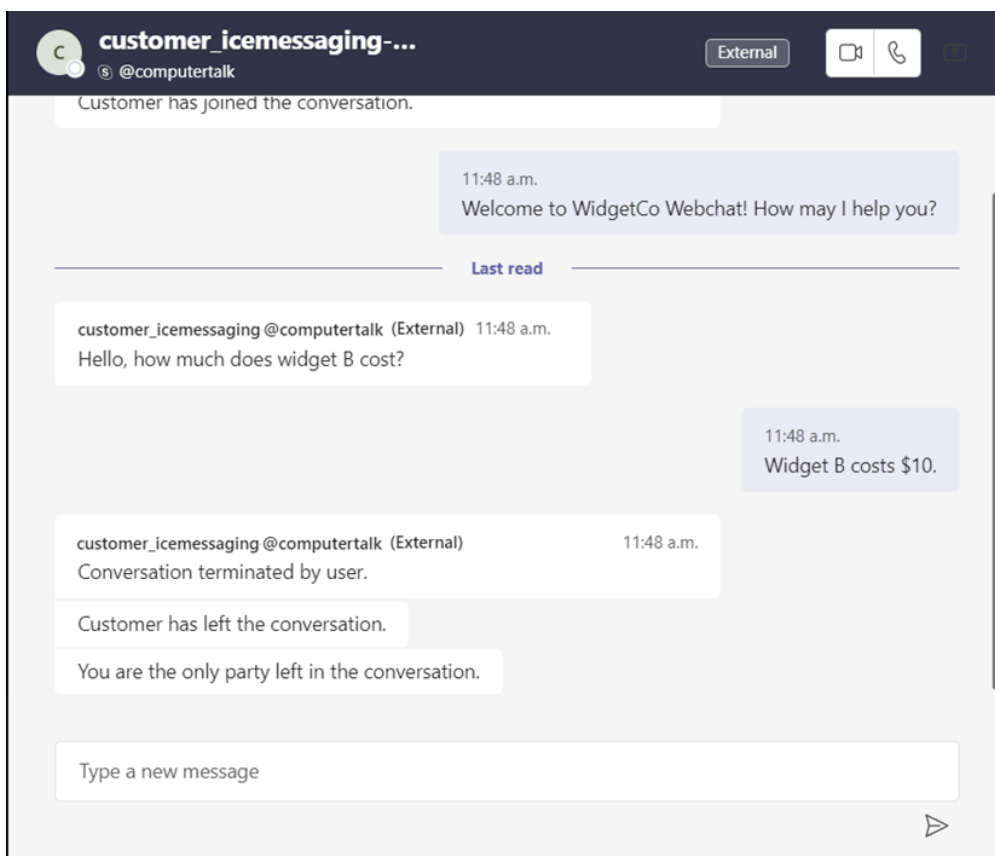 C
customer_icemessaging-...
S @computertalk
External
Customer has joined the conversation.
11:48 a.m.
Welcome to WidgetCo Webchat! How may I help you?
Last read
customer_icemessaging @computertalk (External) 11:48 a.m.
Hello, how much does widget B cost?
11:48 a.m.
Widget B costs $10.
customer_icemessaging @computertalk (External) 11:48 a.m.
Conversation terminated by user.
Customer has left the conversation.
You are the only party left in the conversation.
Type a new message